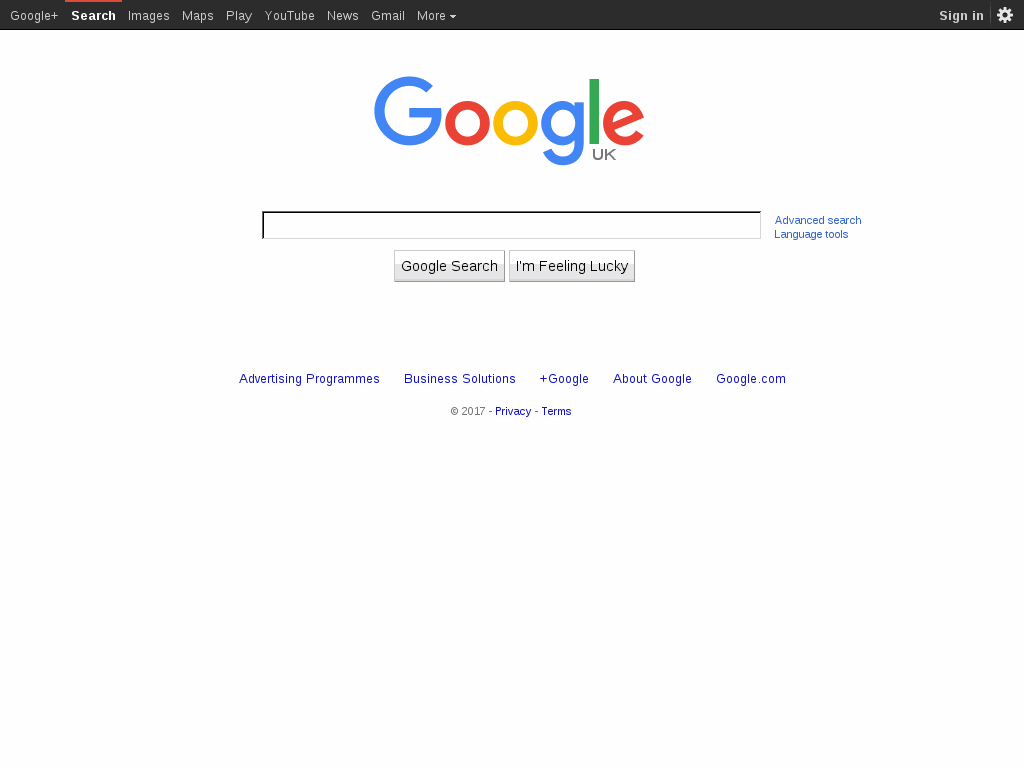 Google+ Search Images Maps Play YouTube News Gmail More Sign in
Google
UK
Advanced search
Language tools
Google Search I'm Feeling Lucky
Advertising Programmes Business Solutions +Google About Google Google.com
© 2017 - Privacy - Terms